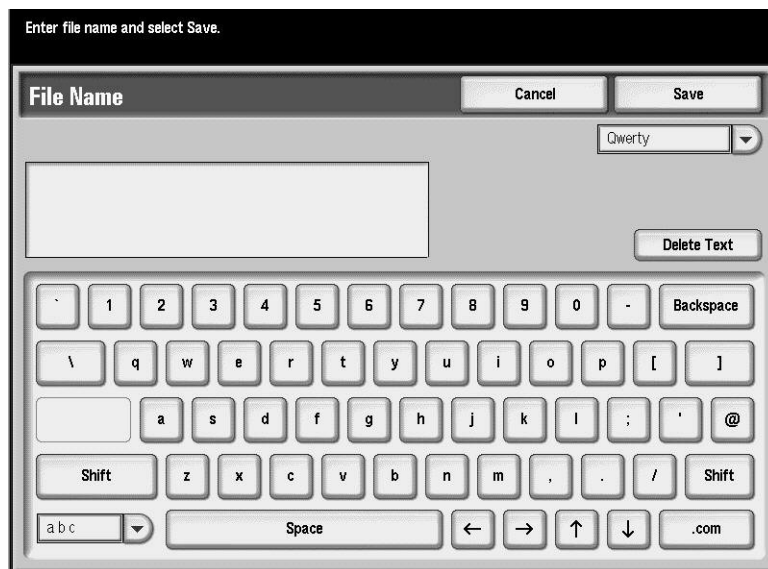 Enter file name and select Save.
File Name Cancel Save
Qwerty
Delete Text
` 1 2 3 4 5 6 7 8 9 0 - Backspace
\ q w e r t y u i o p [ ]
a s d f g h j k l ; ' @
Shift z x c v b n m , . / Shift
abc Space ← → ↑ ↓ .com